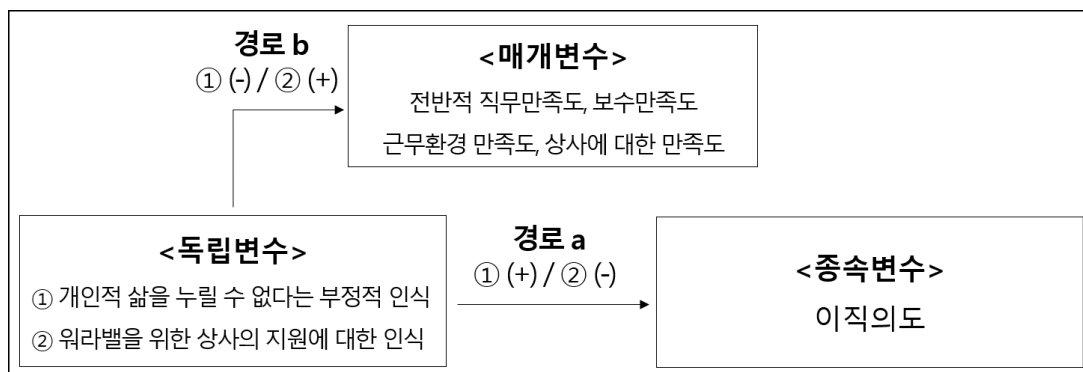 경로 b
① (-) / ② (+)
<매개변수>
전반적 직무만족도, 보수만족도
근무환경 만족도, 상사에 대한 만족도
<독립변수>
① 개인적 삶을 누릴 수 없다는 부정적 인식
② 워라밸을 위한 상사의 지원에 대한 인식
경로 a
① (+) / ② (-)
<종속변수>
이직의도